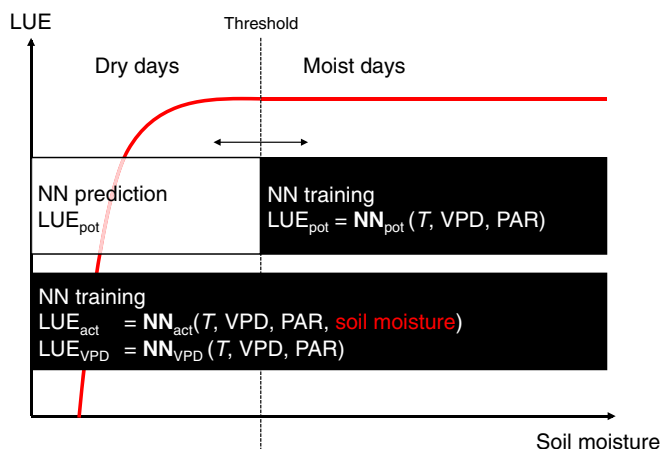 LUE
Threshold
Dry days
Moist days
NN prediction
LUEpot
NN training
LUEpot = NNpot (T, VPD, PAR)
NN training
LUEact = NNact(T, VPD, PAR, soil moisture)
LUEVPD = NNVPD (T, VPD, PAR)
Soil moisture